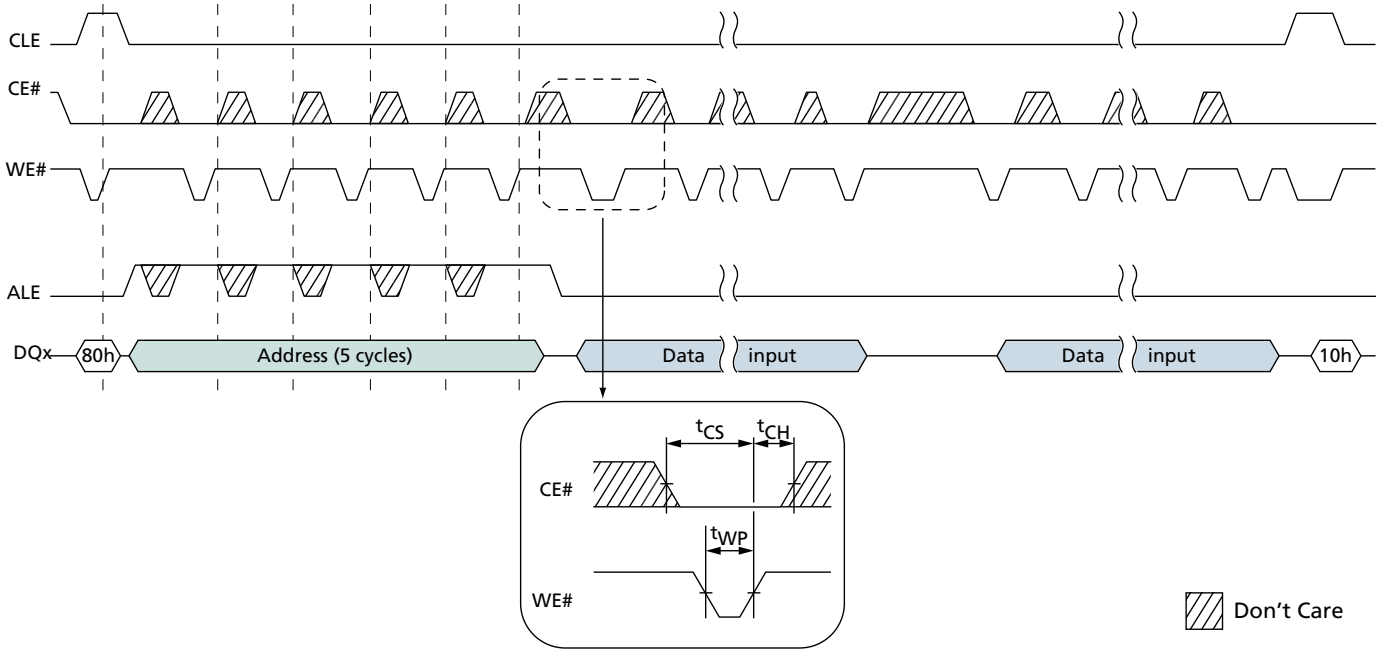 CLE
CE#
WE#
ALE
DQx 80h Address (5 cycles) Data input Data input 10h
tCS tCH
CE#
tWP
WE#
Don't Care